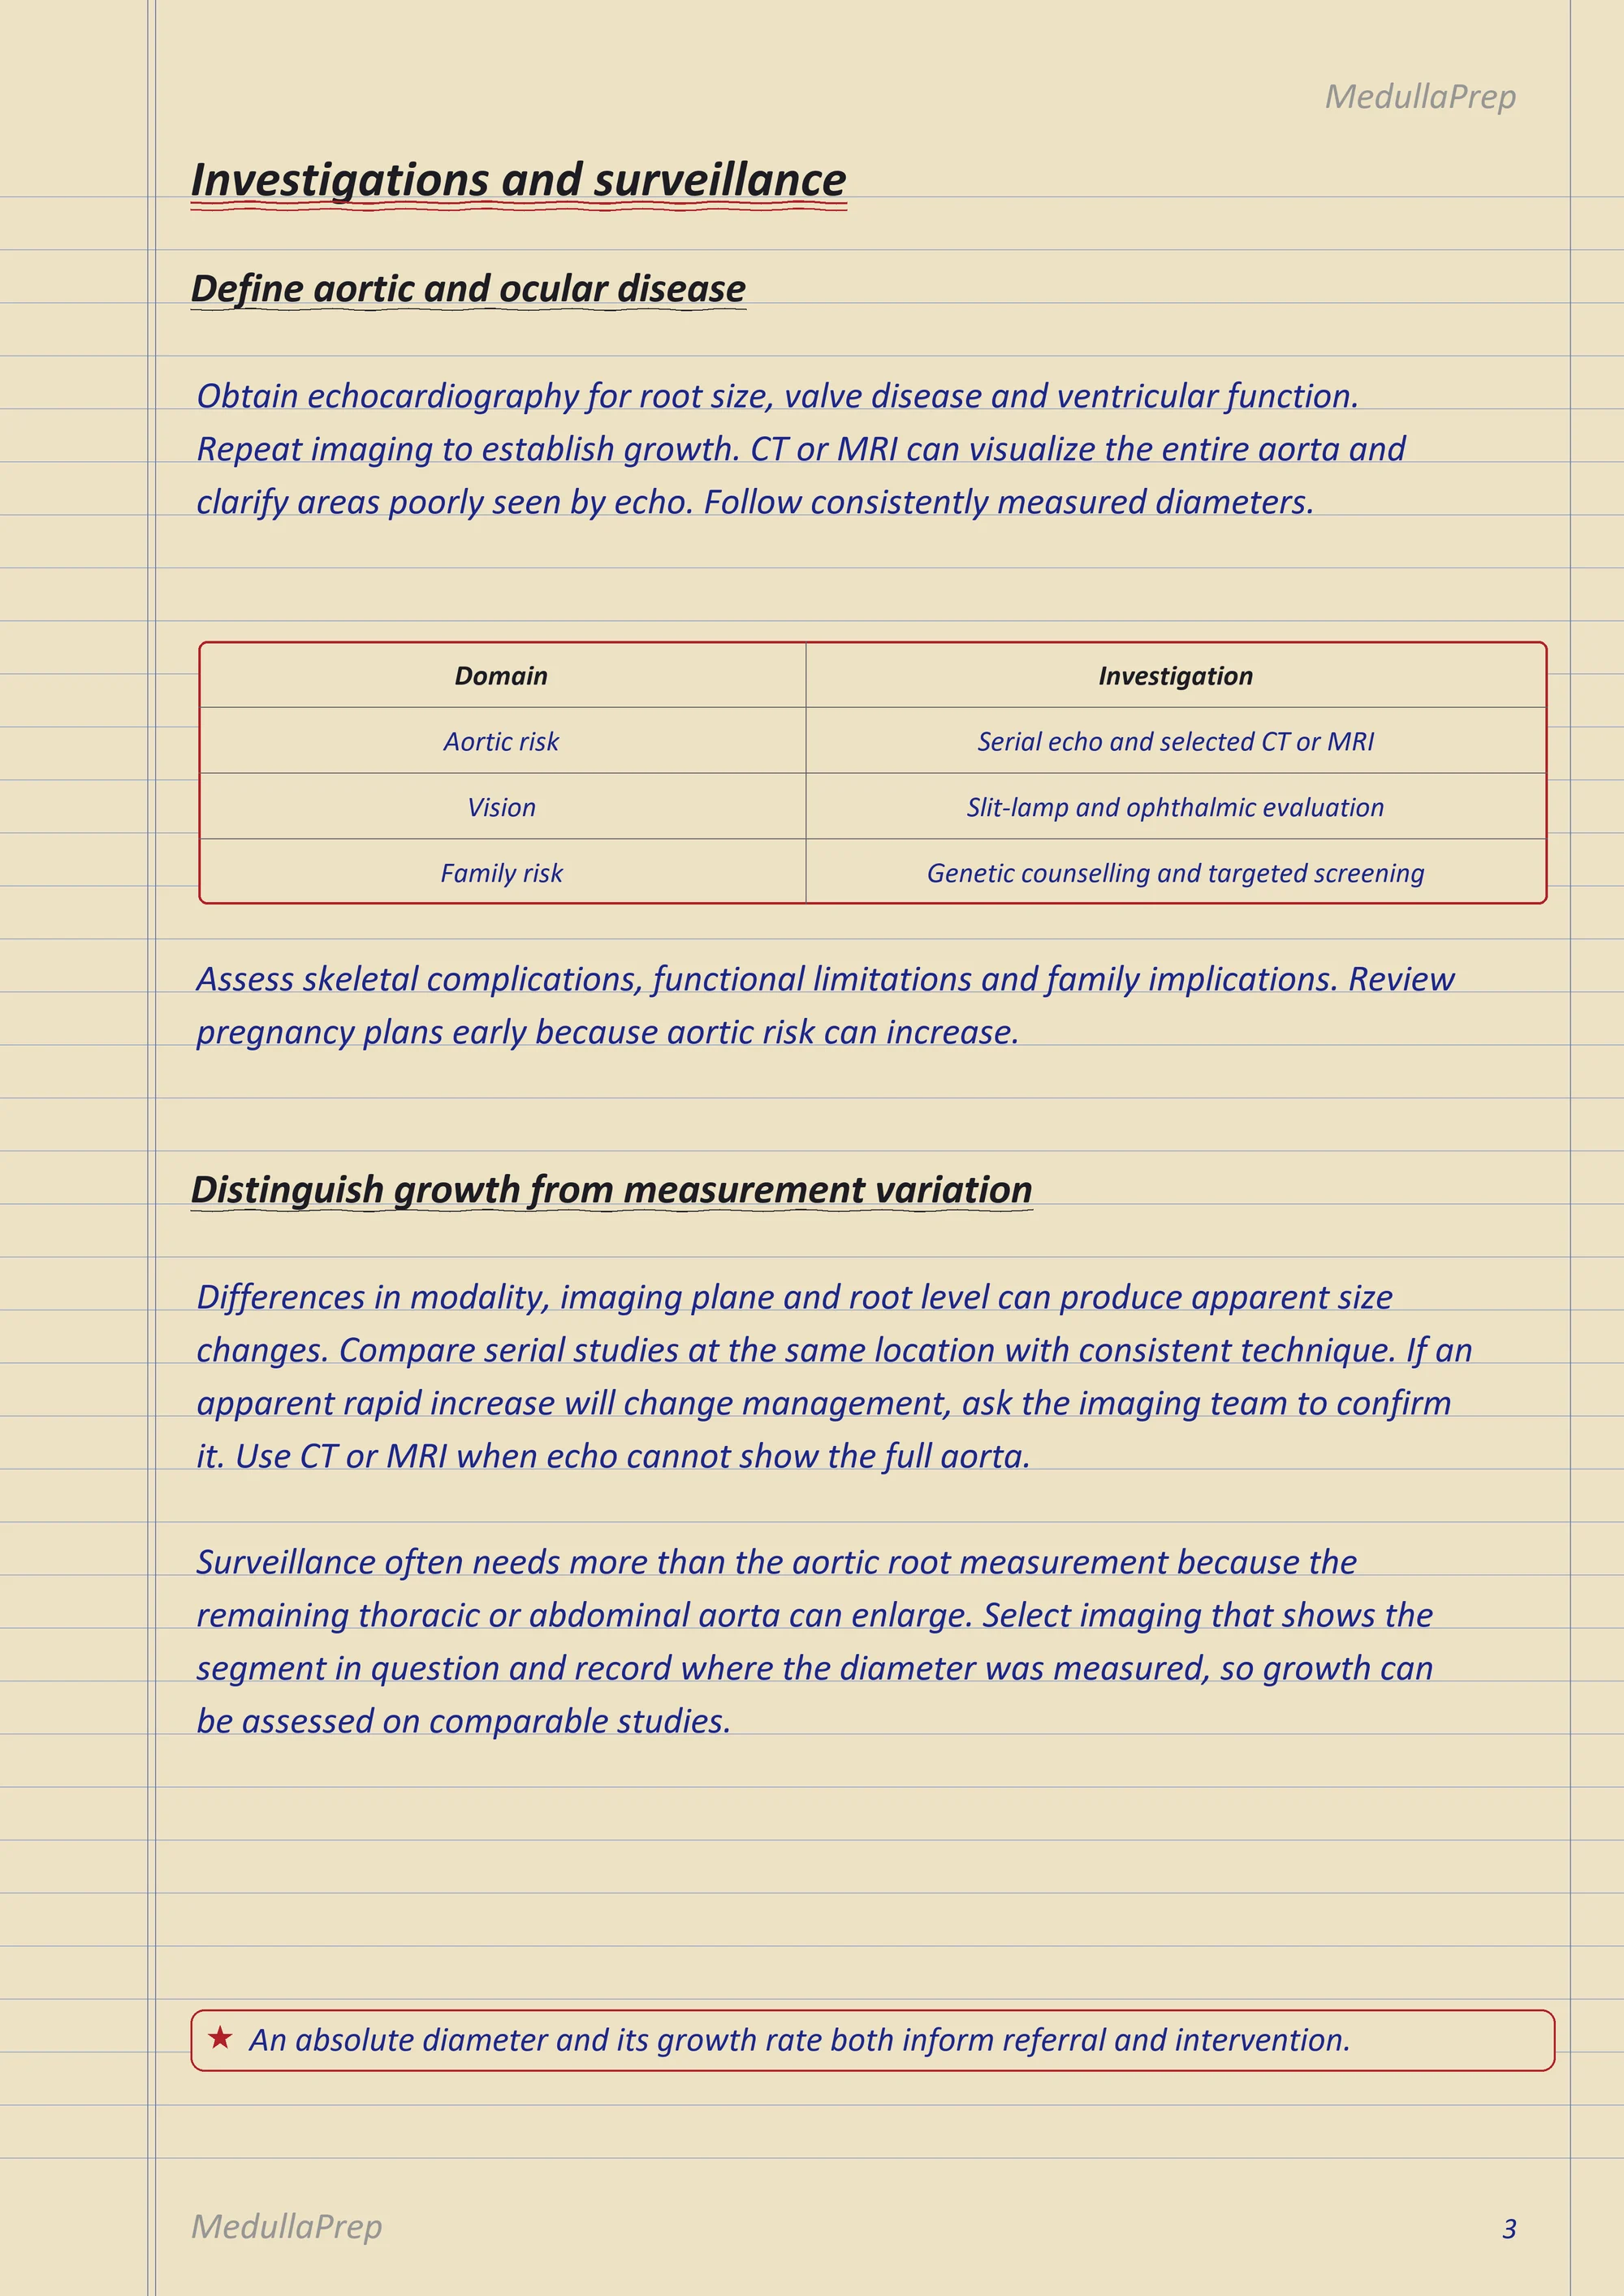 MedullaPrep
Investigations and surveillance
Define aortic and ocular disease
Obtain echocardiography for root size, valve disease and ventricular function.
Repeat imaging to establish growth. CT or MRI can visualize the entire aorta and
clarify areas poorly seen by echo. Follow consistently measured diameters.
Domain Investigation
Aortic risk Serial echo and selected CT or MRI
Vision Slit-lamp and ophthalmic evaluation
Family risk Genetic counselling and targeted screening
Assess skeletal complications, functional limitations and family implications. Review
pregnancy plans early because aortic risk can increase.
Distinguish growth from measurement variation
Differences in modality, imaging plane and root level can produce apparent size
changes. Compare serial studies at the same location with consistent technique. If an
apparent rapid increase will change management, ask the imaging team to confirm
it. Use CT or MRI when echo cannot show the full aorta.
Surveillance often needs more than the aortic root measurement because the
remaining thoracic or abdominal aorta can enlarge. Select imaging that shows the
segment in question and record where the diameter was measured, so growth can
be assessed on comparable studies.
★ An absolute diameter and its growth rate both inform referral and intervention.
MedullaPrep 3